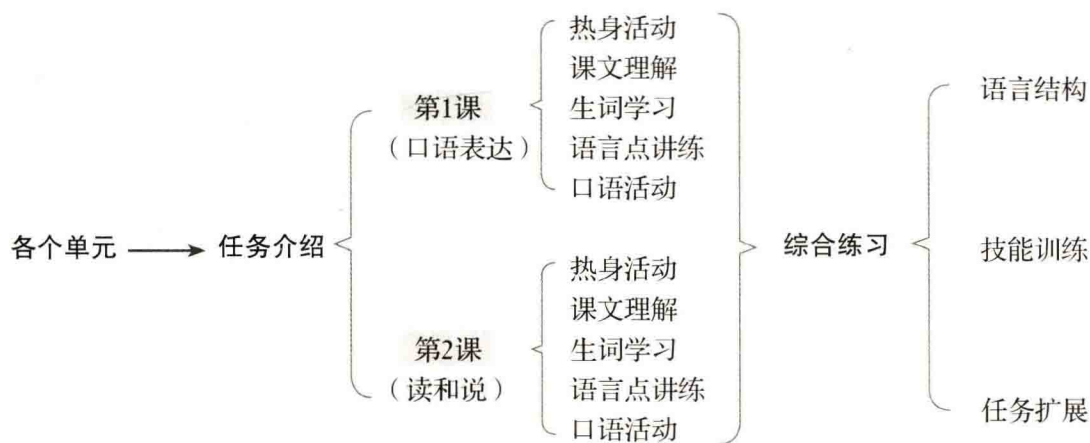 各个单元
任务介绍
第1课
（口语表达）
热身活动
课文理解
生词学习
语言点讲练
口语活动
第2课
（读和说）
热身活动
课文理解
生词学习
语言点讲练
口语活动
综合练习
语言结构
技能训练
任务扩展